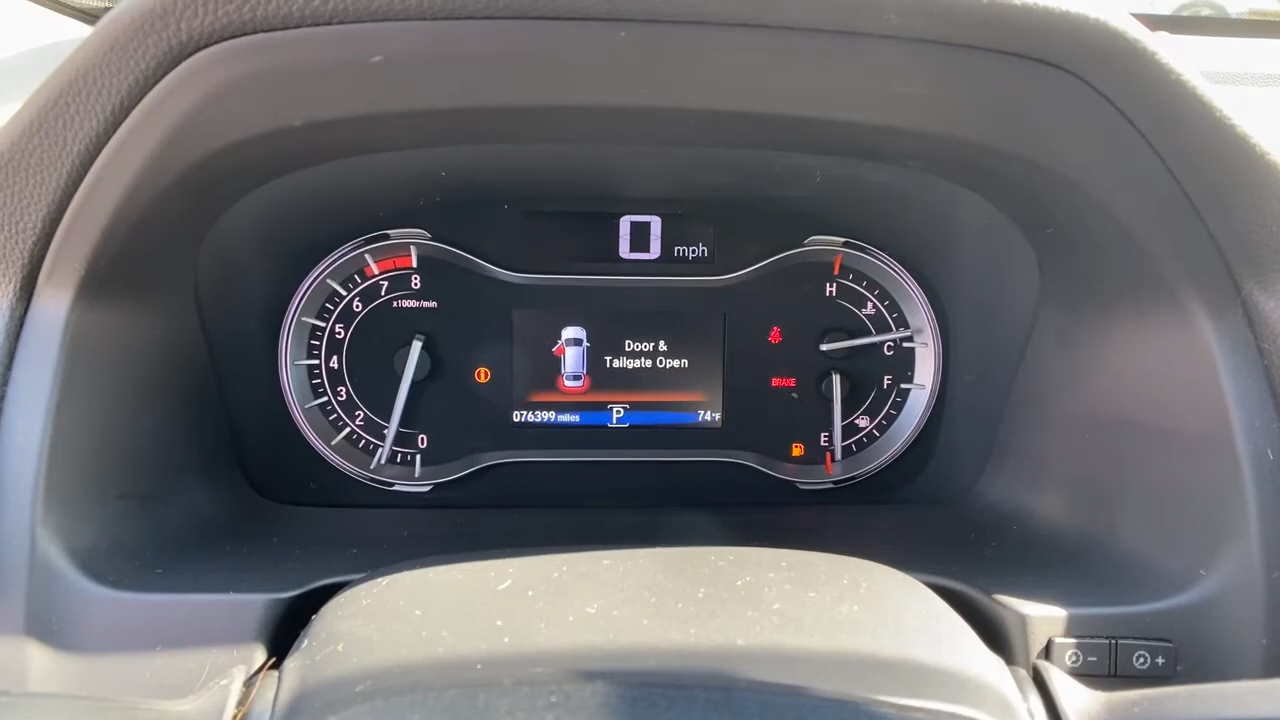 0 mph
8
7
6
x1000r/min
5
4
3
2
0
Door &
Tailgate Open
076399 miles
P
74°F
BRAKE
H
C
F
E
- +